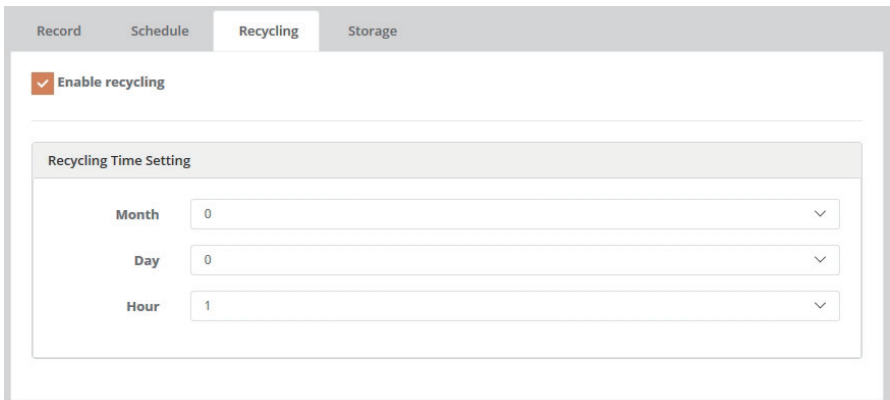 Record Schedule Recycling Storage
Enable recycling
Recycling Time Setting
Month 0
Day 0
Hour 1